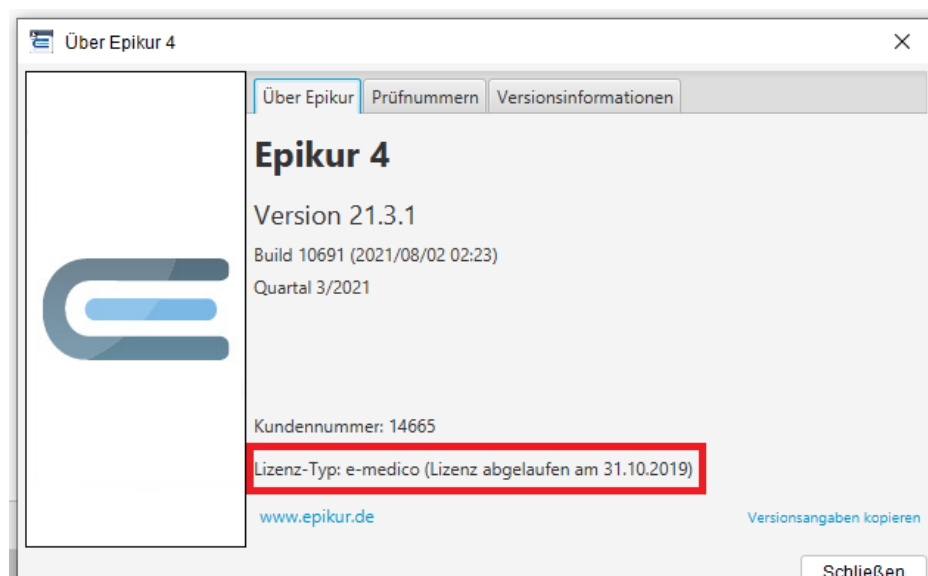 Über Epikur 4
Über Epikur Prüfnummern Versionsinformationen
Epikur 4
Version 21.3.1
Build 10691 (2021/08/02 02:23)
Quartal 3/2021
Kundennummer: 14665
Lizenz-Typ: e-medico (Lizenz abgelaufen am 31.10.2019)
www.epikur.de Versionsangaben kopieren
Schließen